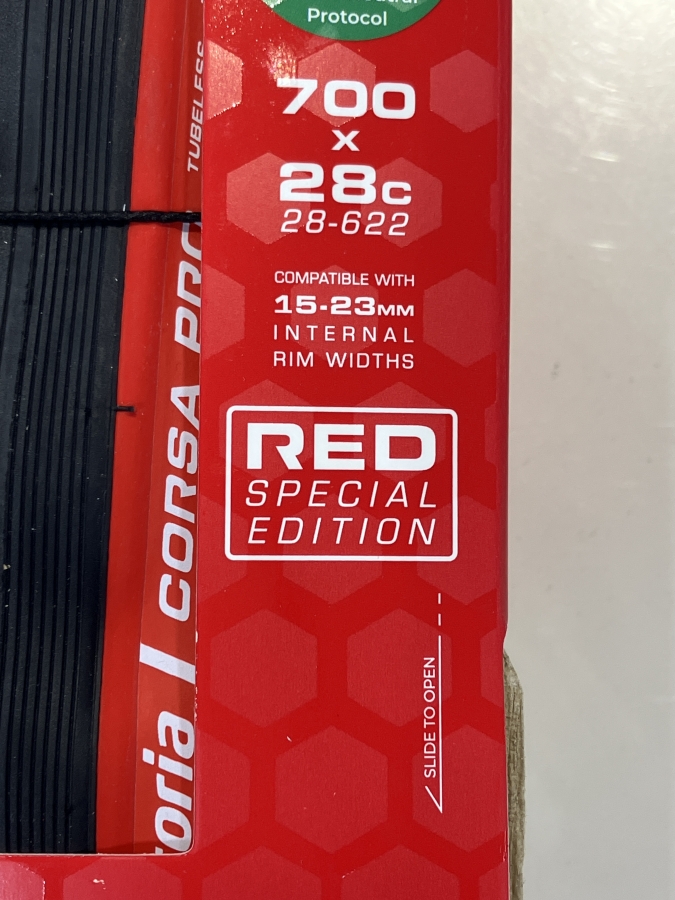 Protocol
700
x
28c
28-622
COMPATIBLE WITH
15-23MM
INTERNAL
RIM WIDTHS
RED
SPECIAL
EDITION
SLIDE TO OPEN
toria | CORSA PRO
TUBELESS